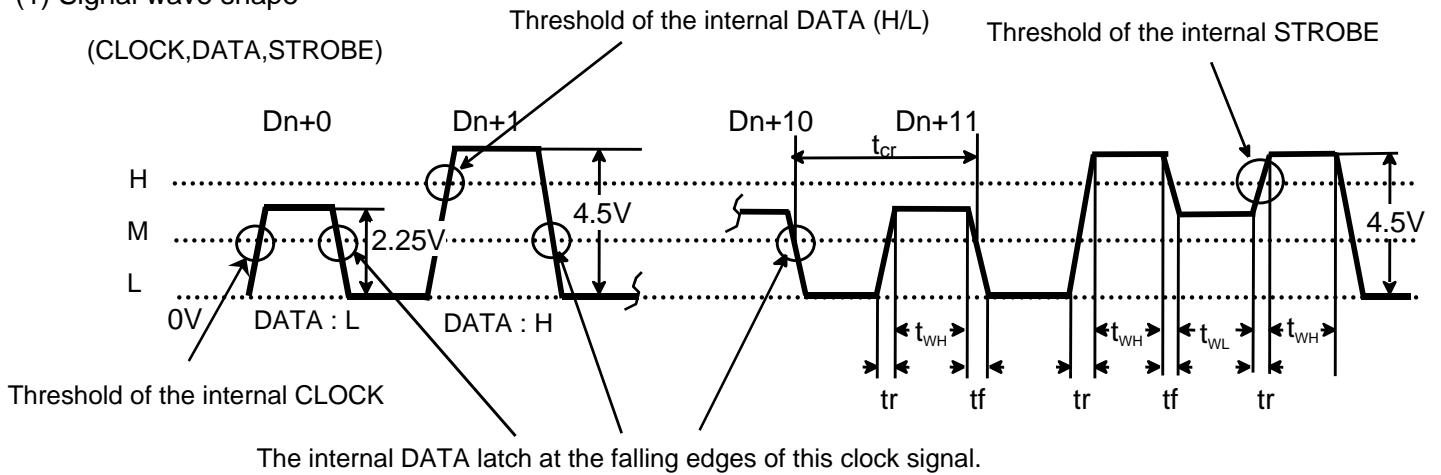 (1) Signal wave shape
Threshold of the internal DATA (H/L)
Threshold of the internal STROBE
(CLOCK,DATA,STROBE)
Dn+0 Dn+1 Dn+10 Dn+11
tcr
H
M
L
0V
2.25V
4.5V
4.5V
DATA : L DATA : H
tWH tWH tWL tWH
tr tf tr tf tr
Threshold of the internal CLOCK
The internal DATA latch at the falling edges of this clock signal.